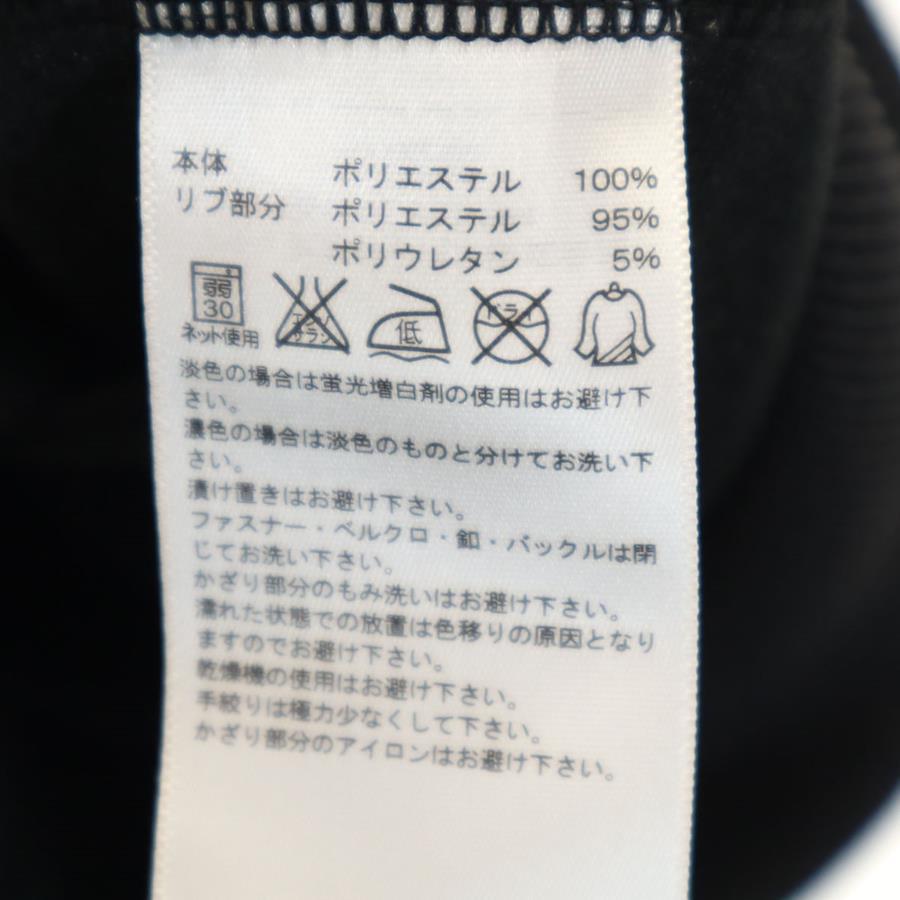 本体 ポリエステル 100%
リブ部分 ポリエステル 95%
ポリウレタン 5%
弱
30
ネット使用
エンソ
サラシ
低
ドライ
淡色の場合は蛍光増白剤の使用はお避け下
さい。
濃色の場合は淡色のものと分けてお洗い下
さい。
漬け置きはお避け下さい。
ファスナー・ベルクロ・釦・バックルは閉
じてお洗い下さい。
かざり部分のもみ洗いはお避け下さい。
濡れた状態での放置は色移りの原因となり
ますのでお避け下さい。
乾燥機の使用はお避け下さい。
手絞りは極力少なくして下さい。
かざり部分のアイロンはお避け下さい。